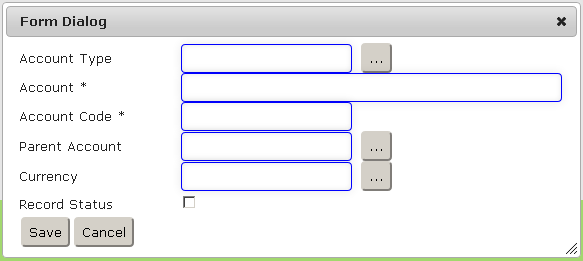 Form Dialog
Account Type ...
Account *
Account Code *
Parent Account ...
Currency ...
Record Status
Save Cancel